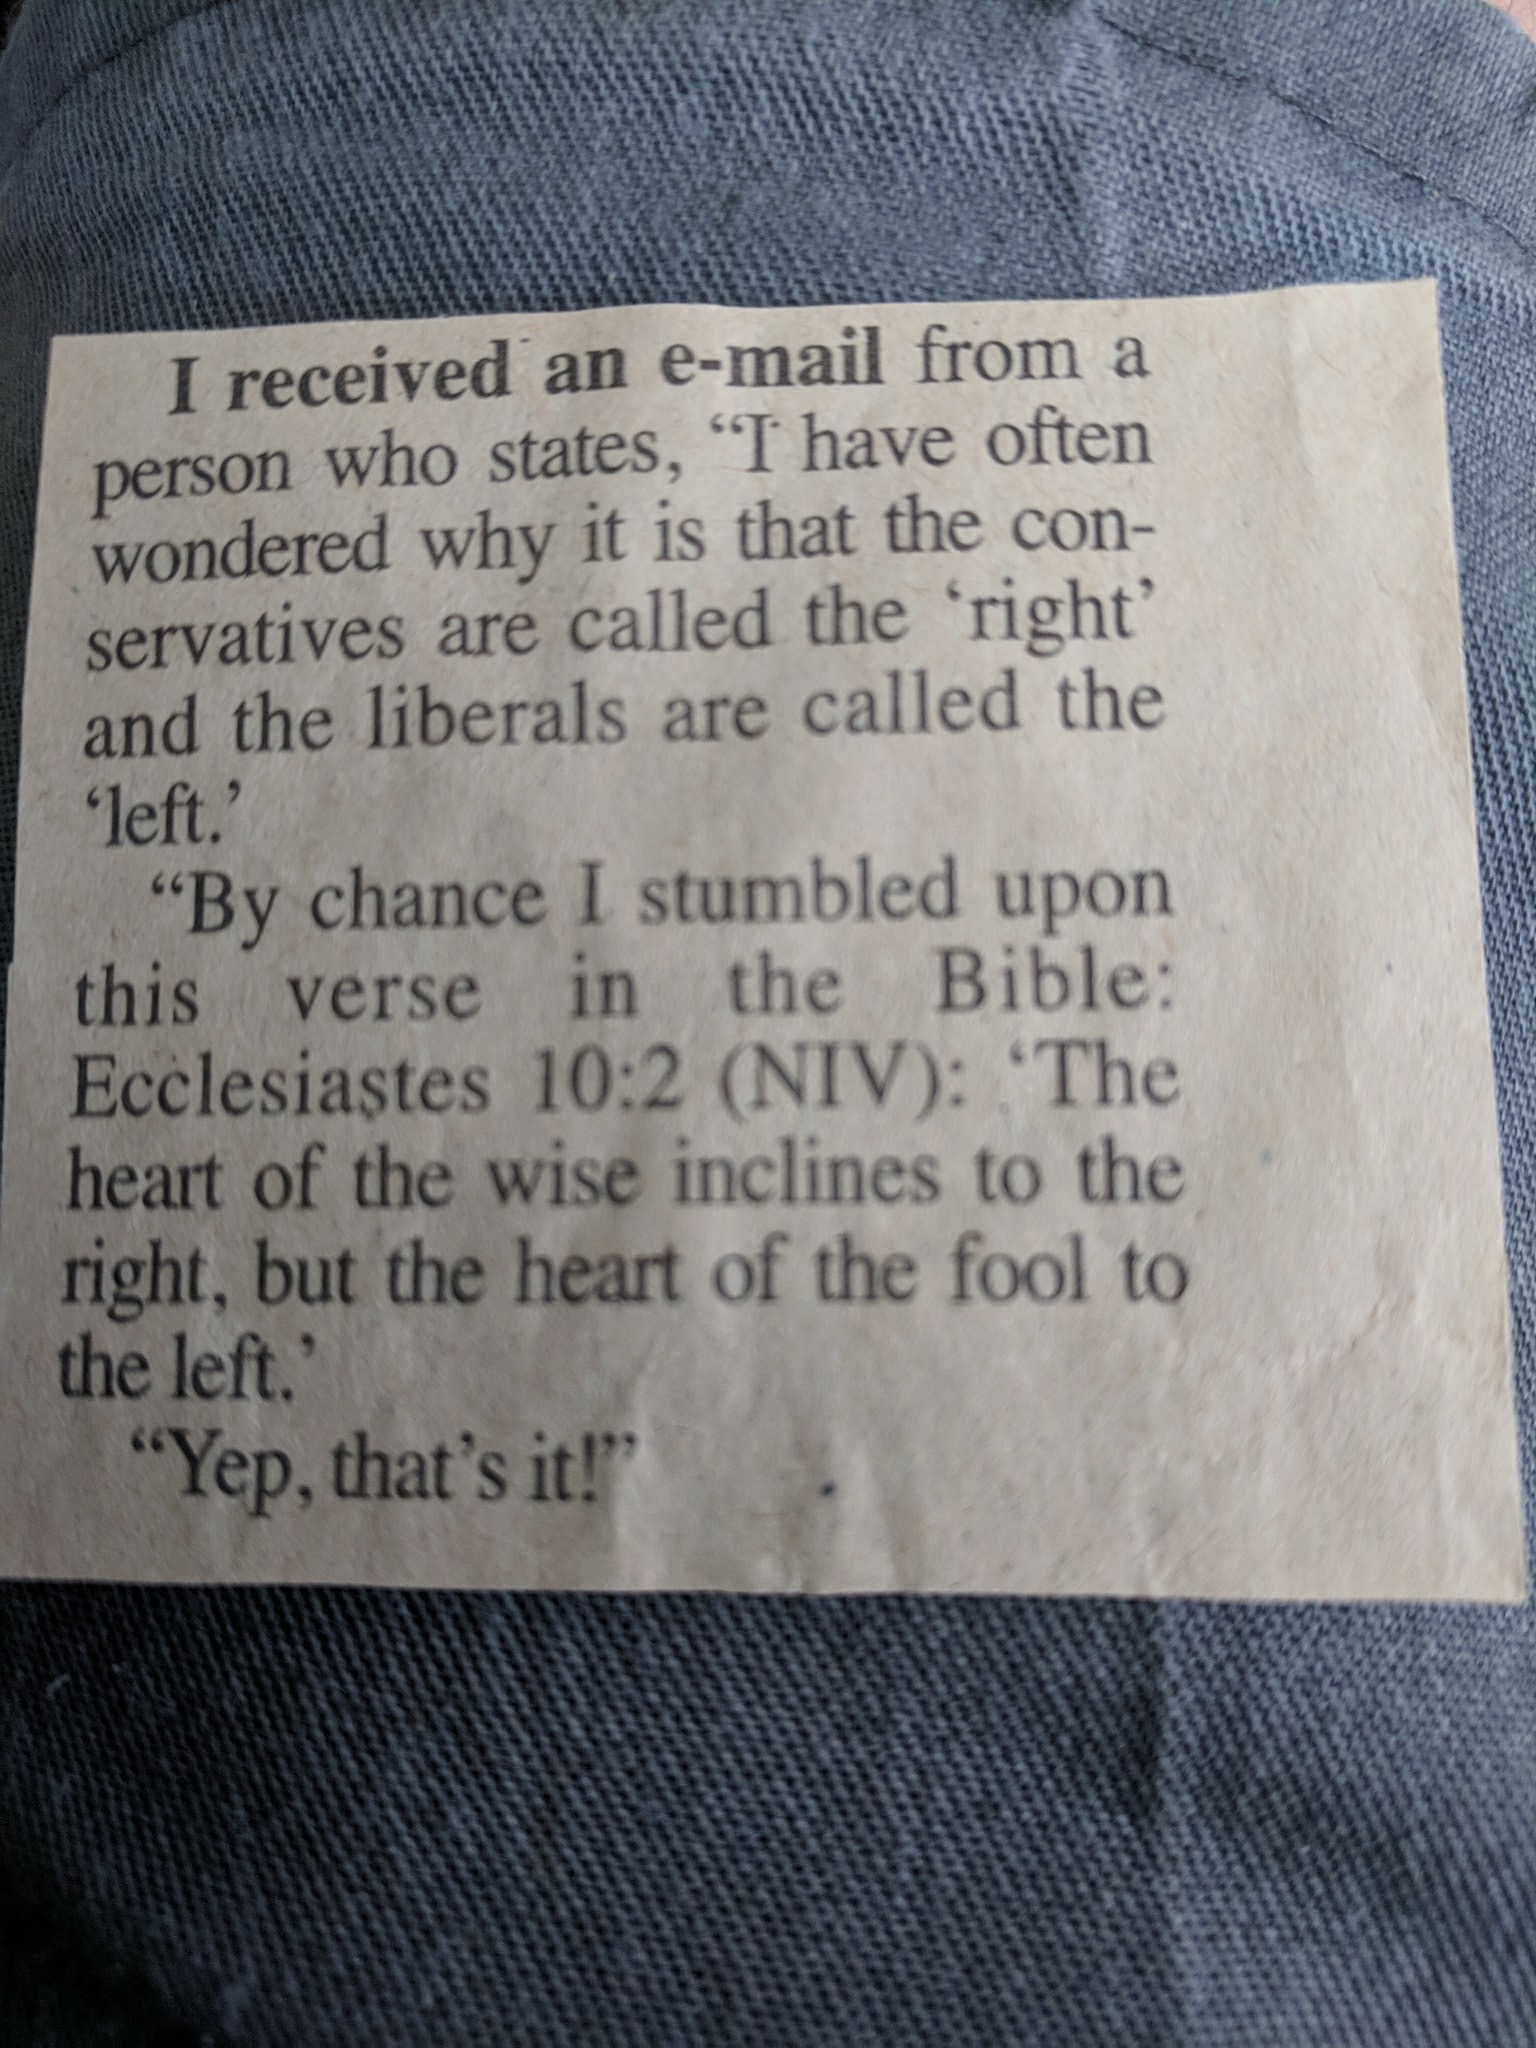 I received an e-mail from a
person who states, “I have often
wondered why it is that the con-
servatives are called the ‘right’
and the liberals are called the
‘left.’
“By chance I stumbled upon
this verse in the Bible:
Ecclesiastes 10:2 (NIV): ‘The
heart of the wise inclines to the
right, but the heart of the fool to
the left.’
“Yep, that’s it!”